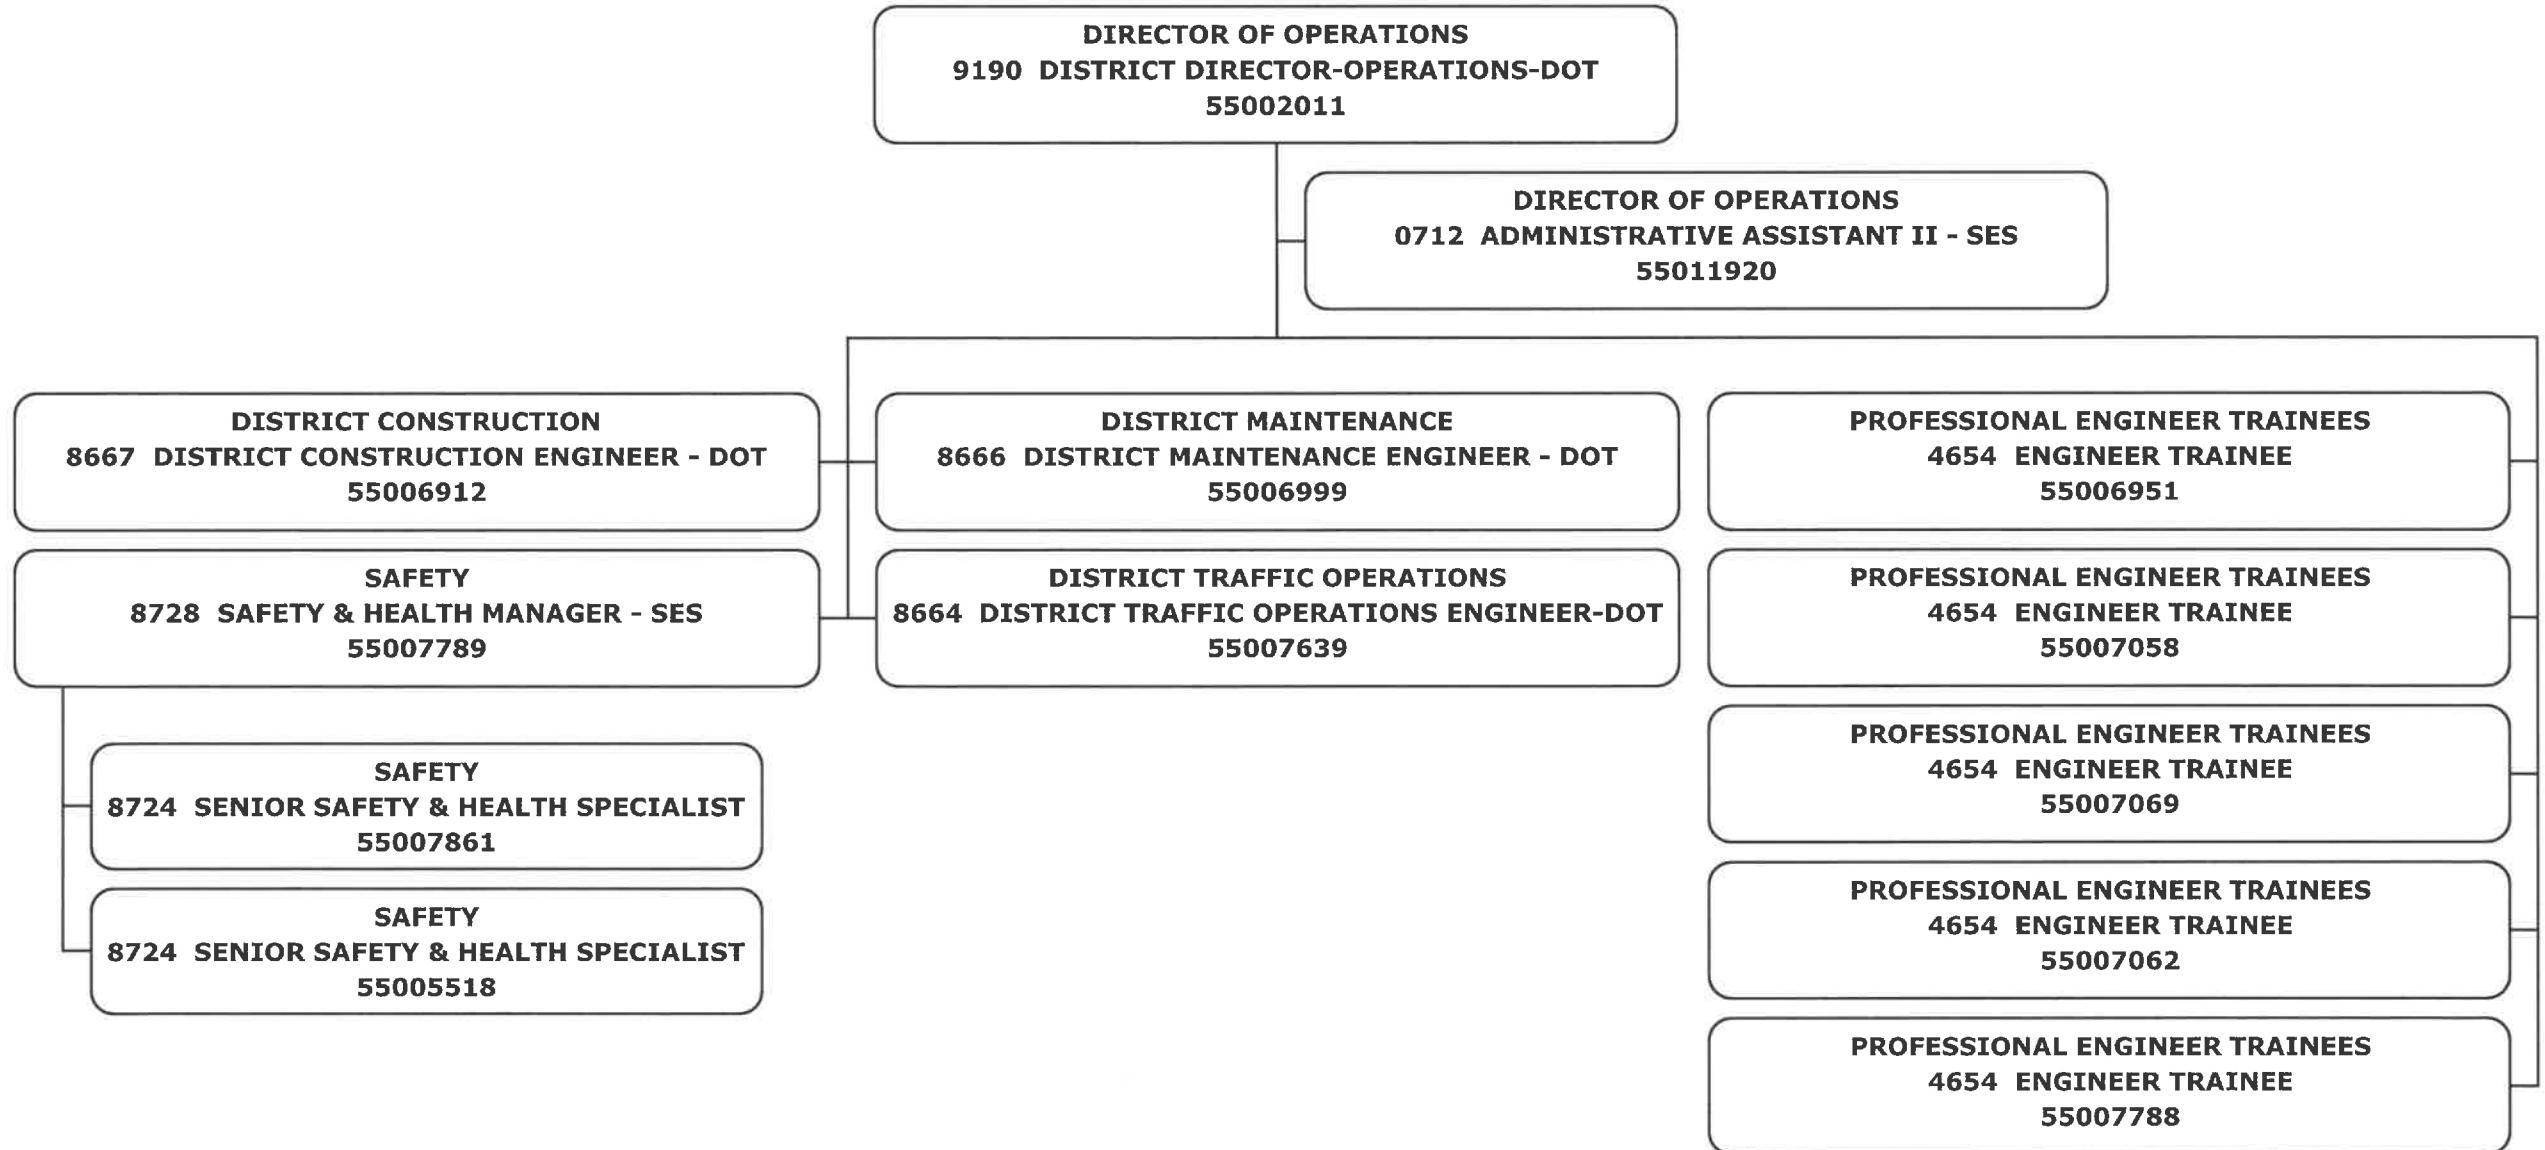 DIRECTOR OF OPERATIONS
9190 DISTRICT DIRECTOR-OPERATIONS-DOT
55002011
DIRECTOR OF OPERATIONS
0712 ADMINISTRATIVE ASSISTANT II - SES
55011920
DISTRICT CONSTRUCTION
8667 DISTRICT CONSTRUCTION ENGINEER - DOT
55006912
DISTRICT MAINTENANCE
8666 DISTRICT MAINTENANCE ENGINEER - DOT
55006999
PROFESSIONAL ENGINEER TRAINEES
4654 ENGINEER TRAINEE
55006951
SAFETY
8728 SAFETY & HEALTH MANAGER - SES
55007789
DISTRICT TRAFFIC OPERATIONS
8664 DISTRICT TRAFFIC OPERATIONS ENGINEER-DOT
55007639
PROFESSIONAL ENGINEER TRAINEES
4654 ENGINEER TRAINEE
55007058
SAFETY
8724 SENIOR SAFETY & HEALTH SPECIALIST
55007861
PROFESSIONAL ENGINEER TRAINEES
4654 ENGINEER TRAINEE
55007069
SAFETY
8724 SENIOR SAFETY & HEALTH SPECIALIST
55005518
PROFESSIONAL ENGINEER TRAINEES
4654 ENGINEER TRAINEE
55007062
PROFESSIONAL ENGINEER TRAINEES
4654 ENGINEER TRAINEE
55007788